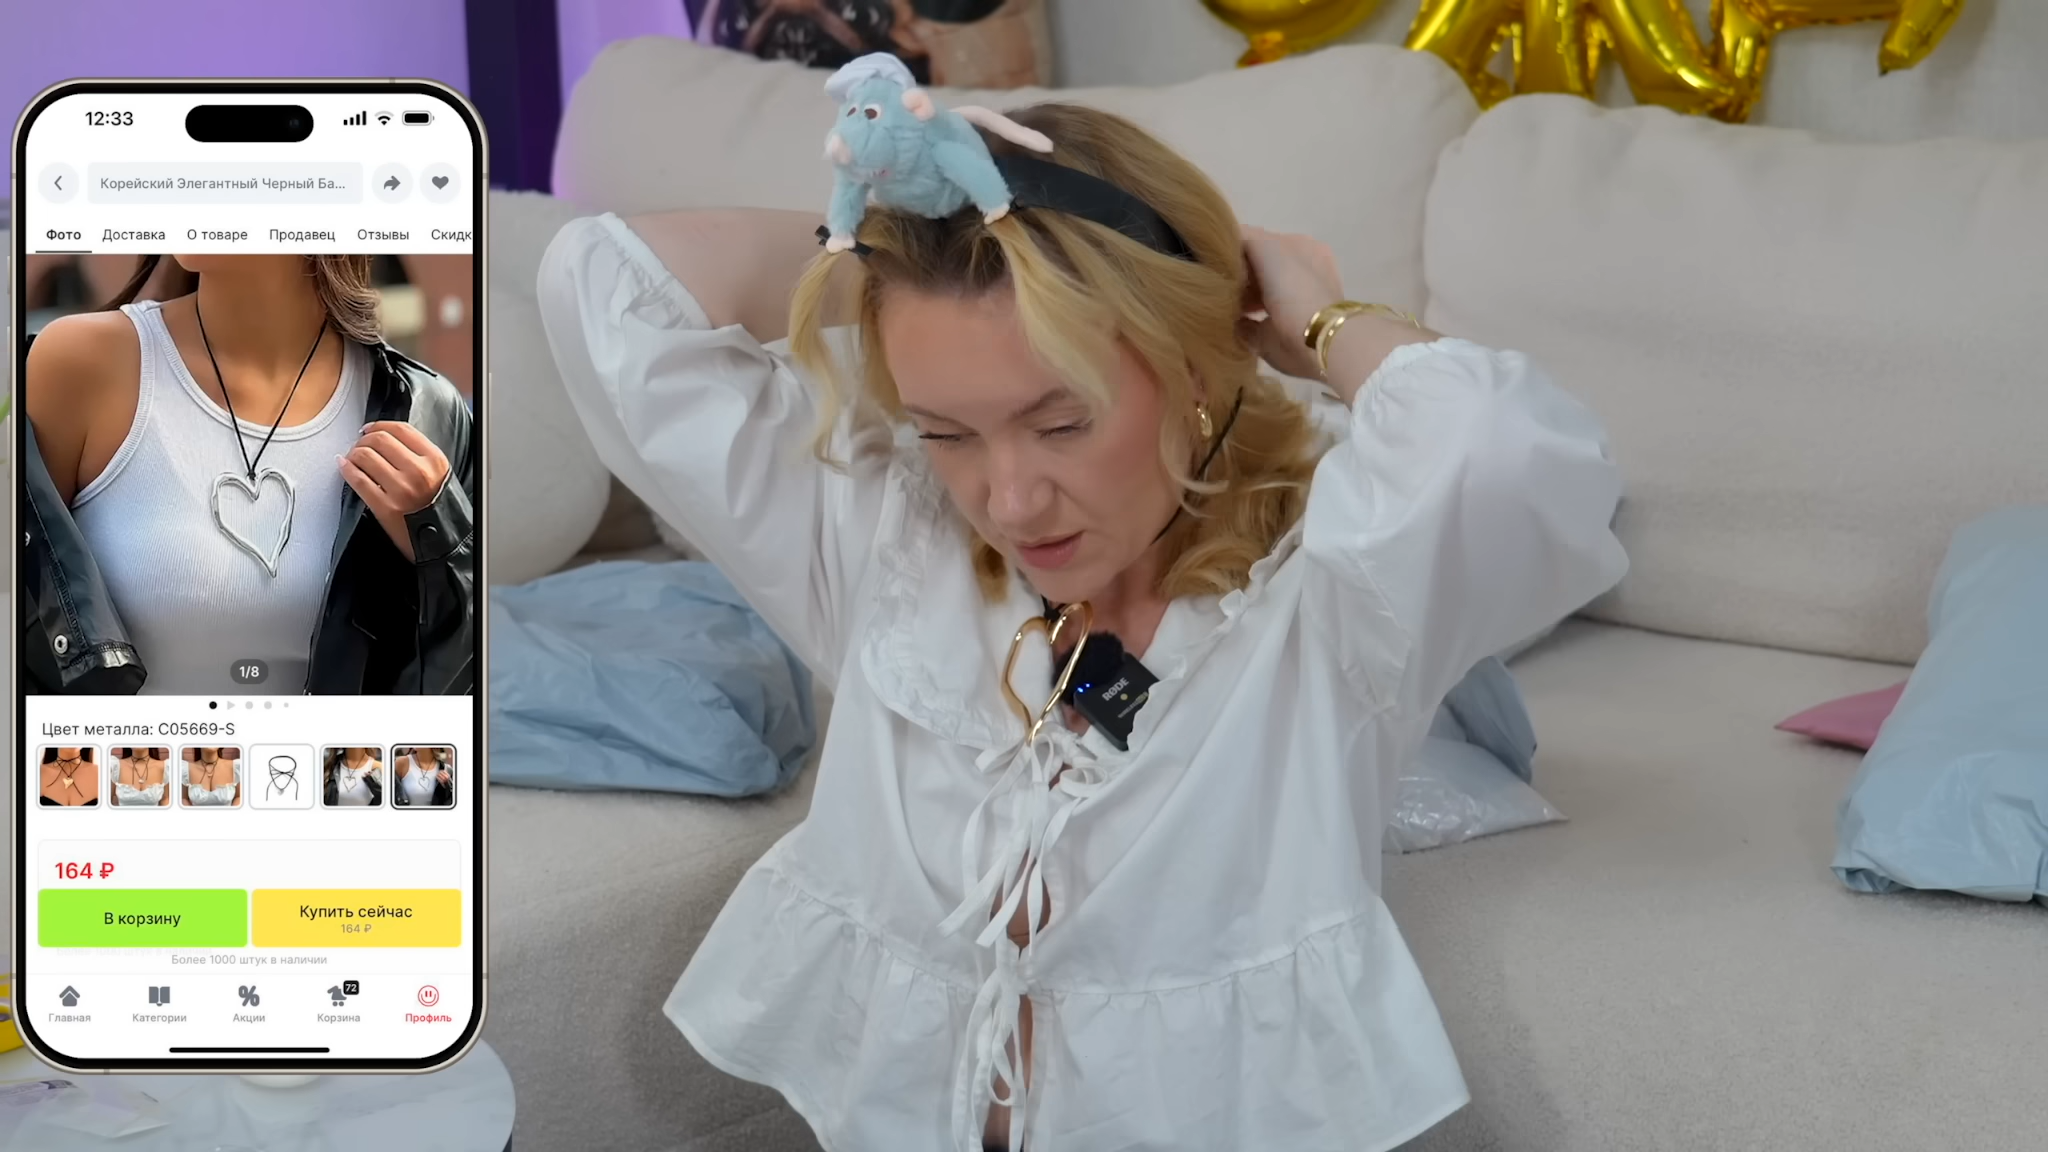 12:33
Корейский Элегантный Черный Ба...
Фото Доставка О товаре Продавец Отзывы Скидк
1/8
Цвет металла: C05669-S
164 ₽
В корзину
Купить сейчас
164 ₽
Более 1000 штук в наличии
72
Главная Категории Акции Корзина Профиль
RØDE